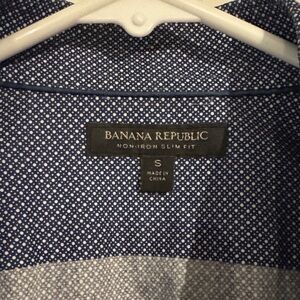 BANANA REPUBLIC
NON-IRON SLIM FIT
S
MADE IN
CHINA